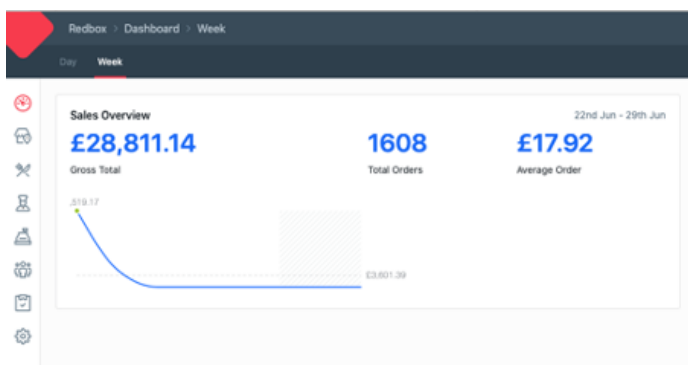 Redbox > Dashboard > Week
Day Week
Sales Overview 22nd Jun - 29th Jun
£28,811.14 1608 £17.92
Gross Total Total Orders Average Order
,519.17
£3,601.39